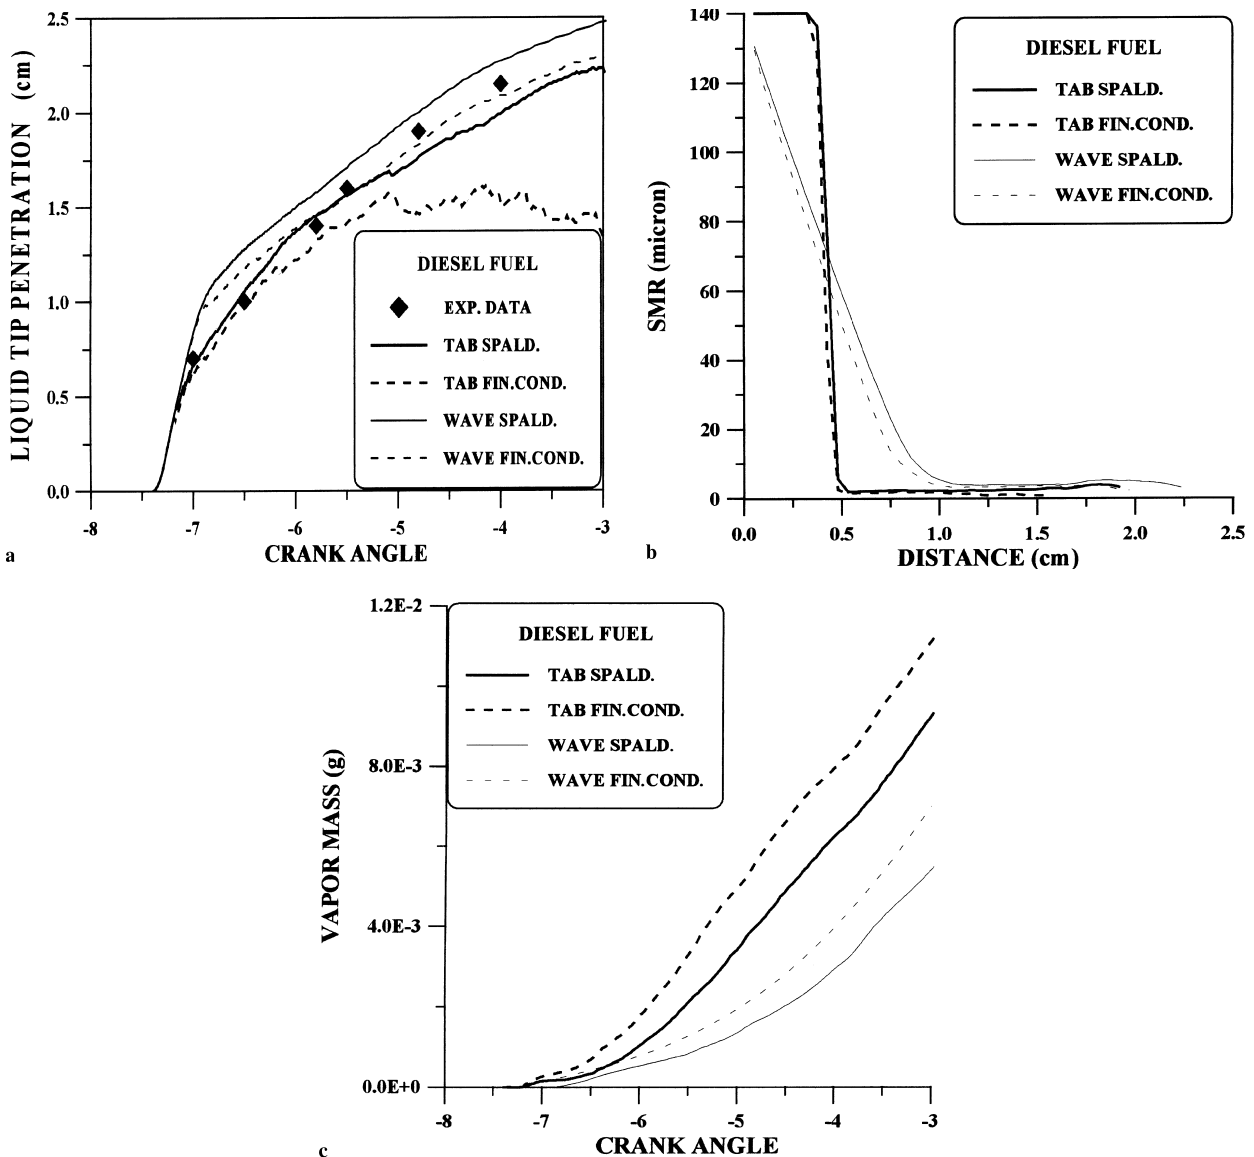 LIQUID TIP PENETRATION (cm)
2.5
2.0
1.5
1.0
0.5
0.0
DIESEL FUEL
EXP. DATA
TAB SPALD.
TAB FIN.COND.
WAVE SPALD.
WAVE FIN.COND.
-8 -7 -6 -5 -4 -3
CRANK ANGLE
a
SMR (micron)
140
120
100
80
60
40
20
0
DIESEL FUEL
TAB SPALD.
TAB FIN.COND.
WAVE SPALD.
WAVE FIN.COND.
0.0 0.5 1.0 1.5 2.0 2.5
DISTANCE (cm)
b
VAPOR MASS (g)
1.2E-2
8.0E-3
4.0E-3
0.0E+0
DIESEL FUEL
TAB SPALD.
TAB FIN.COND.
WAVE SPALD.
WAVE FIN.COND.
-8 -7 -6 -5 -4 -3
CRANK ANGLE
c